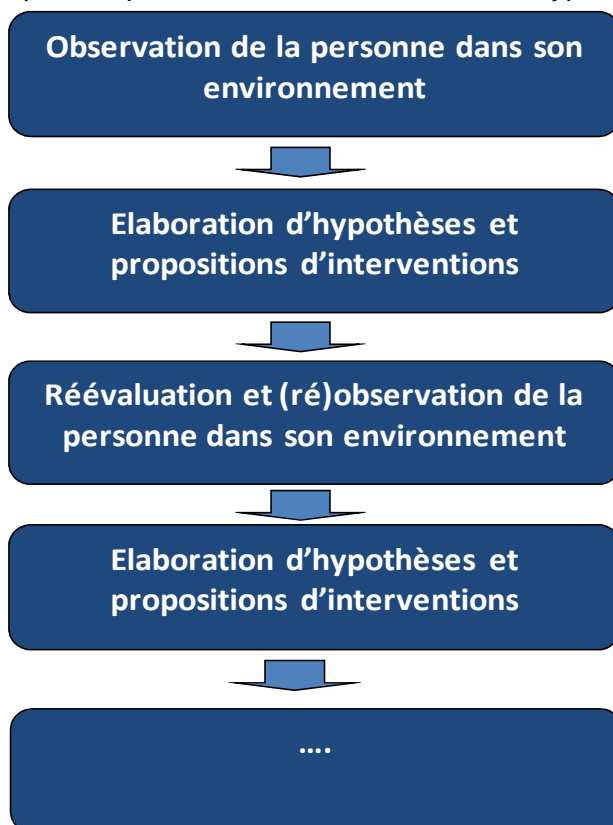 Observation de la personne dans son
environnement
Elaboration d'hypothèses et
propositions d'interventions
Réévaluation et (ré)observation de la
personne dans son environnement
Elaboration d'hypothèses et
propositions d'interventions
....